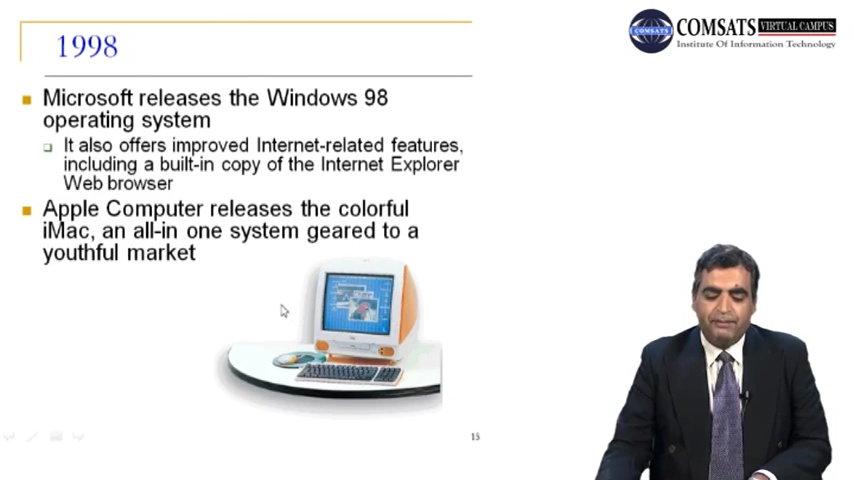 1998
Microsoft releases the Windows 98
operating system
It also offers improved Internet-related features,
including a built-in copy of the Internet Explorer
Web browser
Apple Computer releases the colorful
iMac, an all-in one system geared to a
youthful market
15
COMSATS VIRTUAL CAMPUS
Institute Of Information Technology
COMSATS